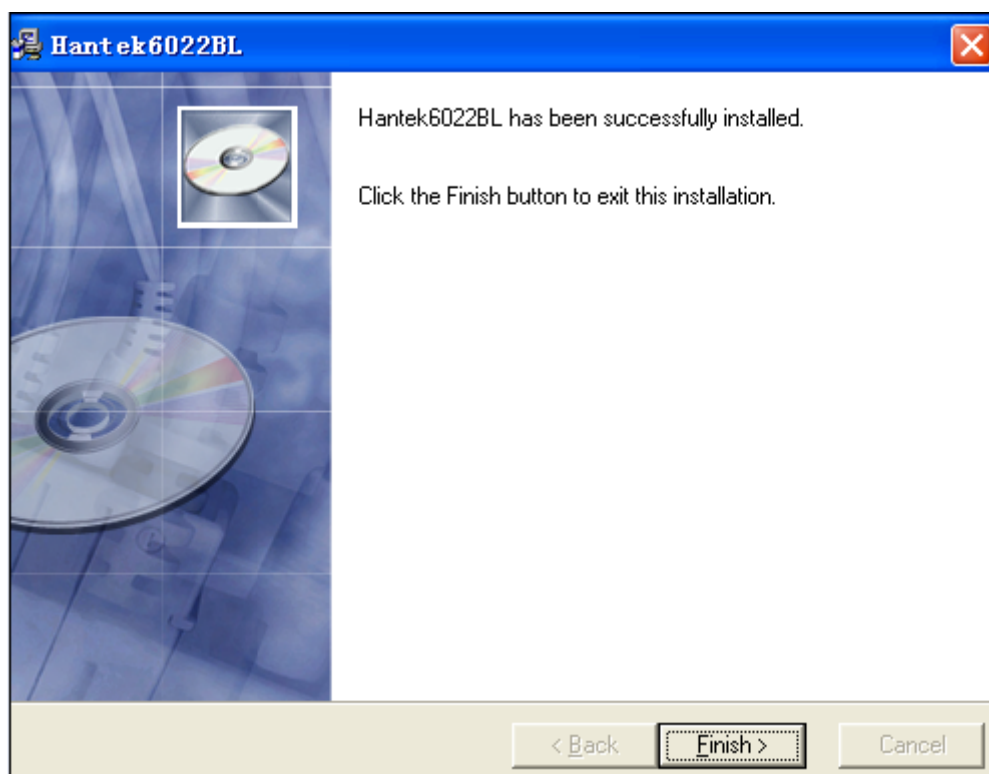 Hantek6022BL
Hantek6022BL has been successfully installed.
Click the Finish button to exit this installation.
< Back
Finish >
Cancel